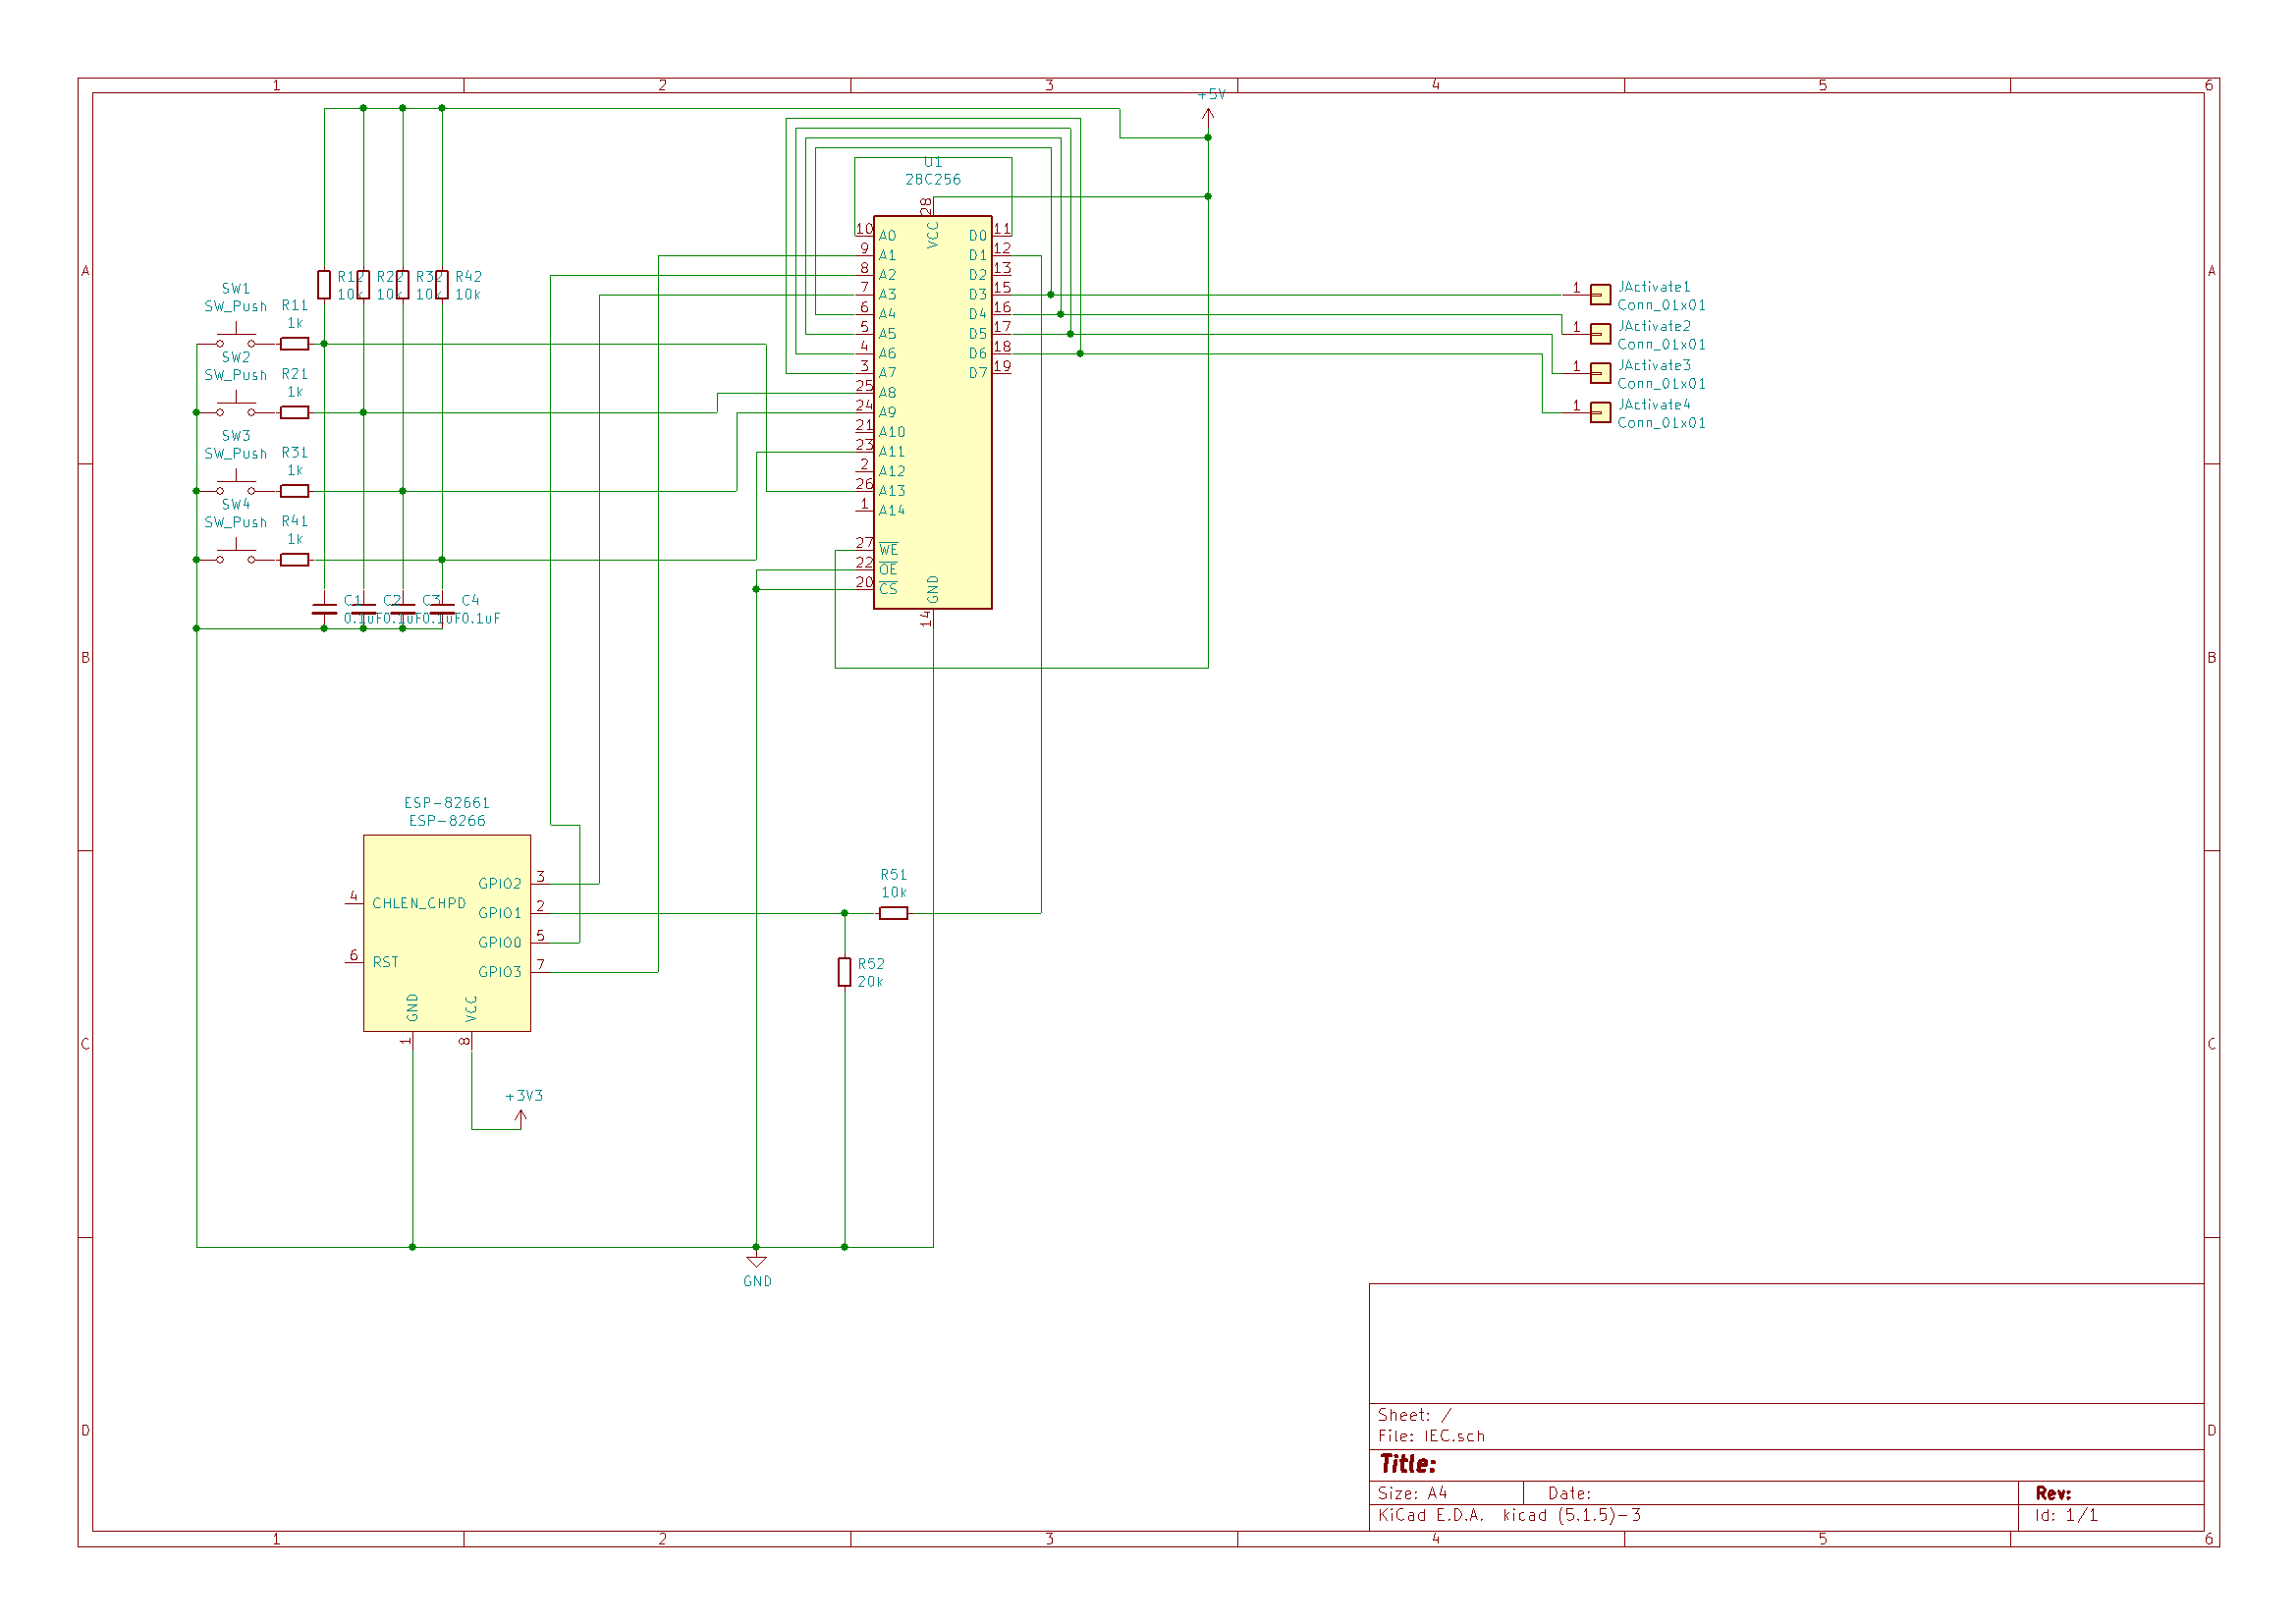 1 2 3 4 5 6
A
B
C
D
A
B
C
D
+5V
U1
28C256
28
VCC
10 A0
9 A1
8 A2
7 A3
6 A4
5 A5
4 A6
3 A7
25 A8
24 A9
21 A10
23 A11
2 A12
26 A13
1 A14
27 WE
22 OE
20 CS
D0 11
D1 12
D2 13
D3 15
D4 16
D5 17
D6 18
D7 19
GND
14
R12
10k
R22
10k
R32
10k
R42
10k
SW1
SW_Push
R11
1k
SW2
SW_Push
R21
1k
SW3
SW_Push
R31
1k
SW4
SW_Push
R41
1k
C1
0.1uF
C2
0.1uF
C3
0.1uF
C4
0.1uF
1 JActivate1
Conn_01x01
1 JActivate2
Conn_01x01
1 JActivate3
Conn_01x01
1 JActivate4
Conn_01x01
ESP-82661
ESP-8266
4 CHLEN_CHPD
6 RST
GPIO2 3
GPIO1 2
GPIO0 5
GPIO3 7
GND
1
VCC
8
+3V3
R51
10k
R52
20k
GND
Sheet: /
File: IEC.sch
Title:
Size: A4 Date: Rev:
KiCad E.D.A. kicad (5.1.5)-3 Id: 1/1
1 2 3 4 5 6